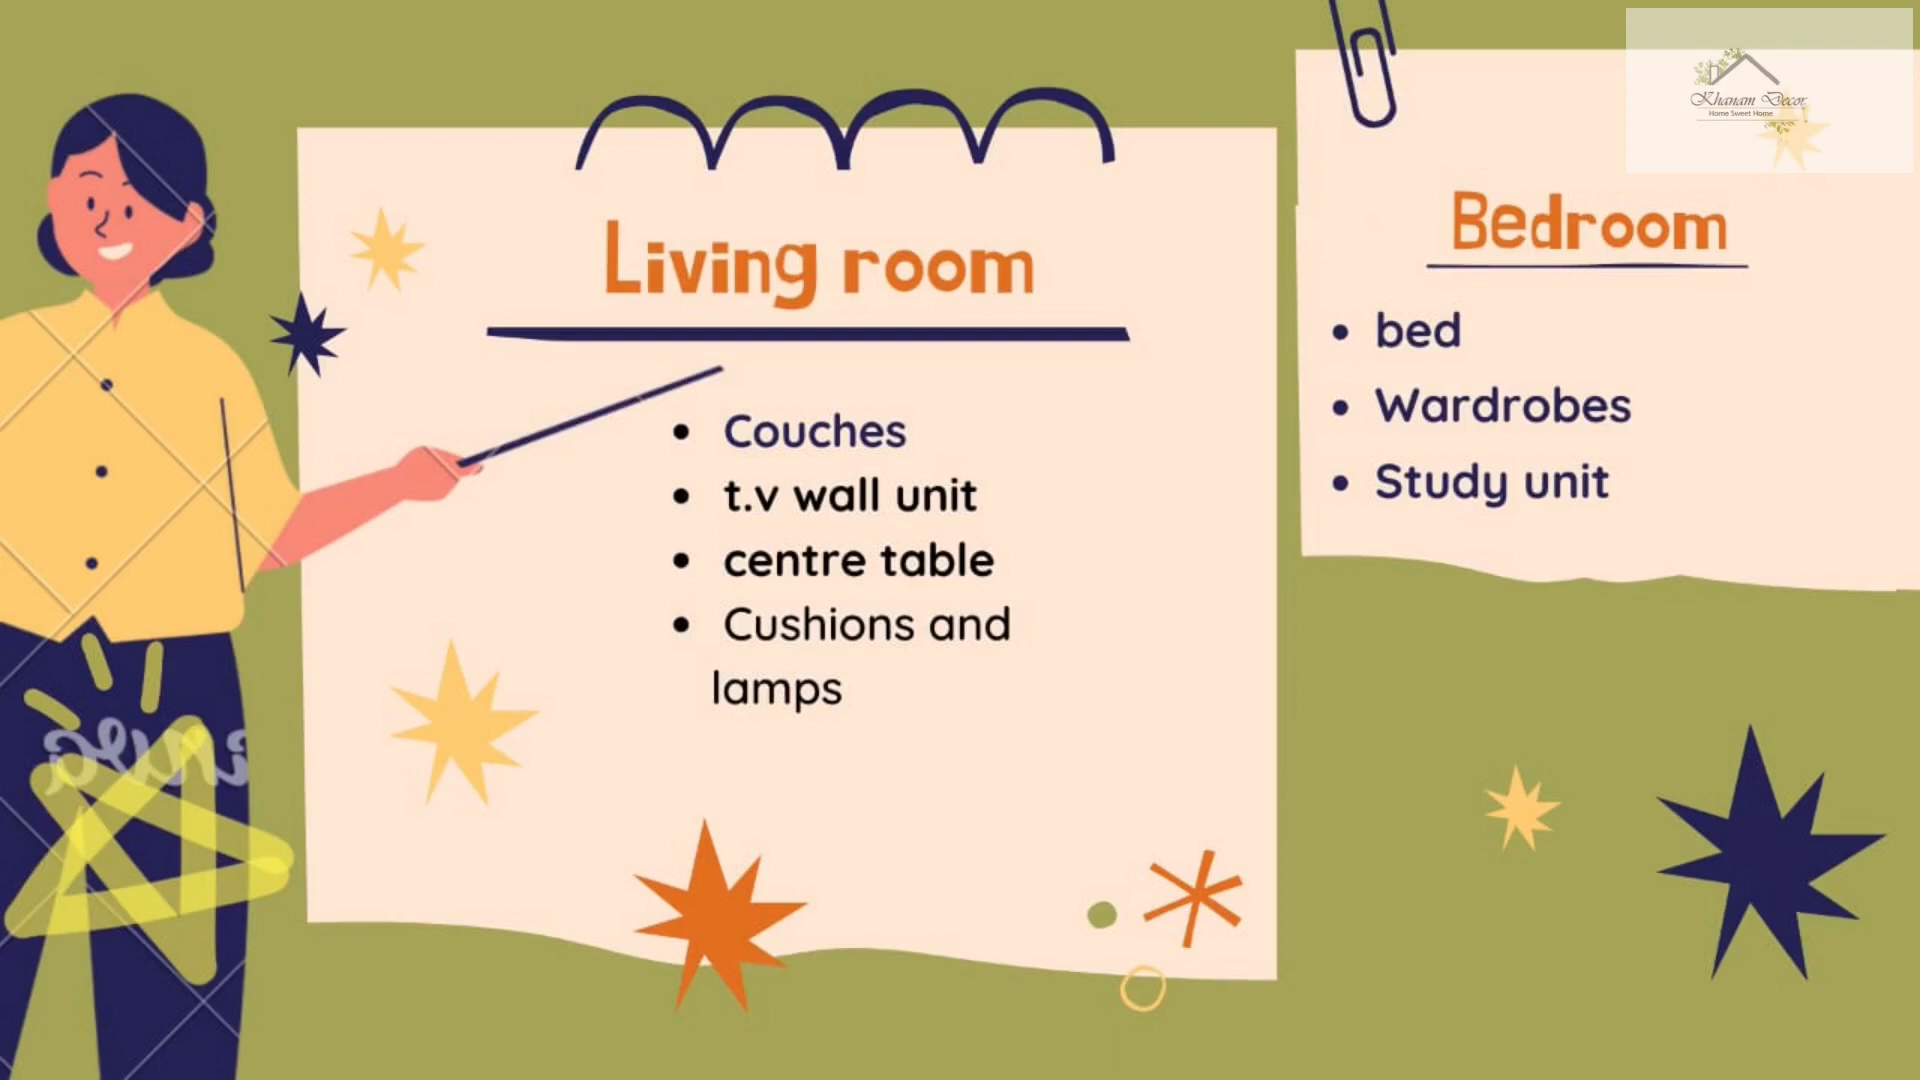 Living room
• Couches
• t.v wall unit
• centre table
• Cushions and
lamps
Bedroom
• bed
• Wardrobes
• Study unit
Khanam Decor
Home Sweet Home